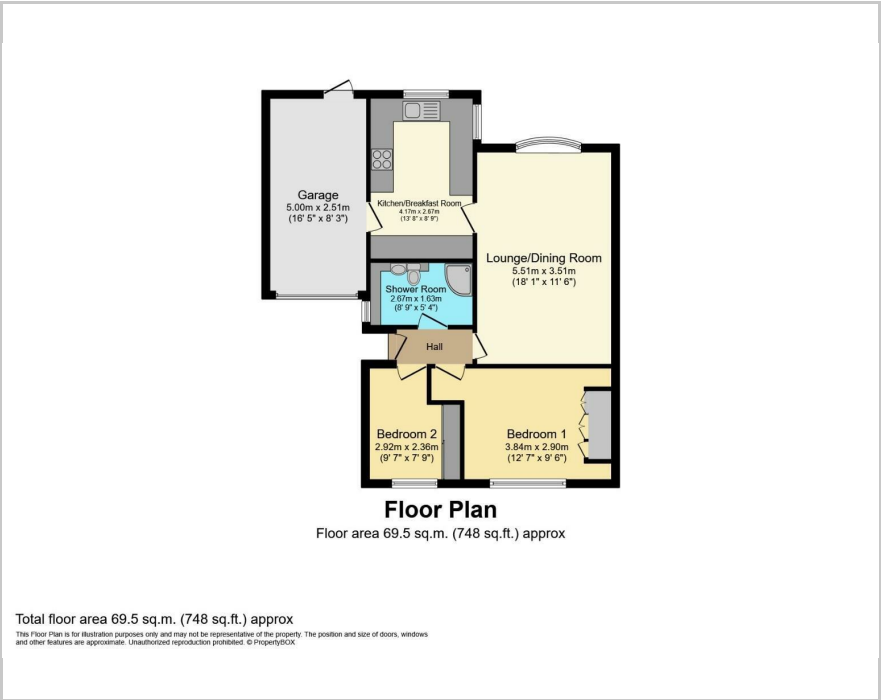 Garage
5.00m x 2.51m
(16' 5" x 8' 3")
Kitchen/Breakfast Room
4.17m x 2.67m
(13' 8" x 8' 9")
Lounge/Dining Room
5.51m x 3.51m
(18' 1" x 11' 6")
Shower Room
2.67m x 1.63m
(8' 9" x 5' 4")
Hall
Bedroom 2
2.92m x 2.36m
(9' 7" x 7' 9")
Bedroom 1
3.84m x 2.90m
(12' 7" x 9' 6")
Floor Plan
Floor area 69.5 sq.m. (748 sq.ft.) approx
Total floor area 69.5 sq.m. (748 sq.ft.) approx
This Floor Plan is for illustration purposes only and may not be representative of the property. The position and size of doors, windows
and other features are approximate. Unauthorized reproduction prohibited. © PropertyBOX